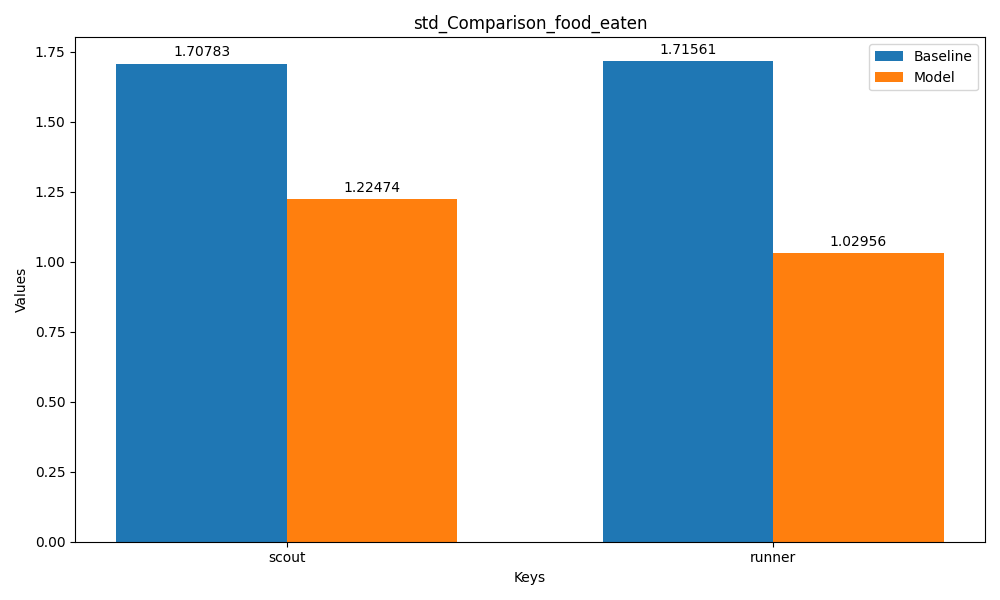 std_Comparison_food_eaten
1.75
1.50
1.25
1.00
0.75
0.50
0.25
0.00
Values
1.70783
1.22474
1.71561
1.02956
Baseline
Model
scout
runner
Keys